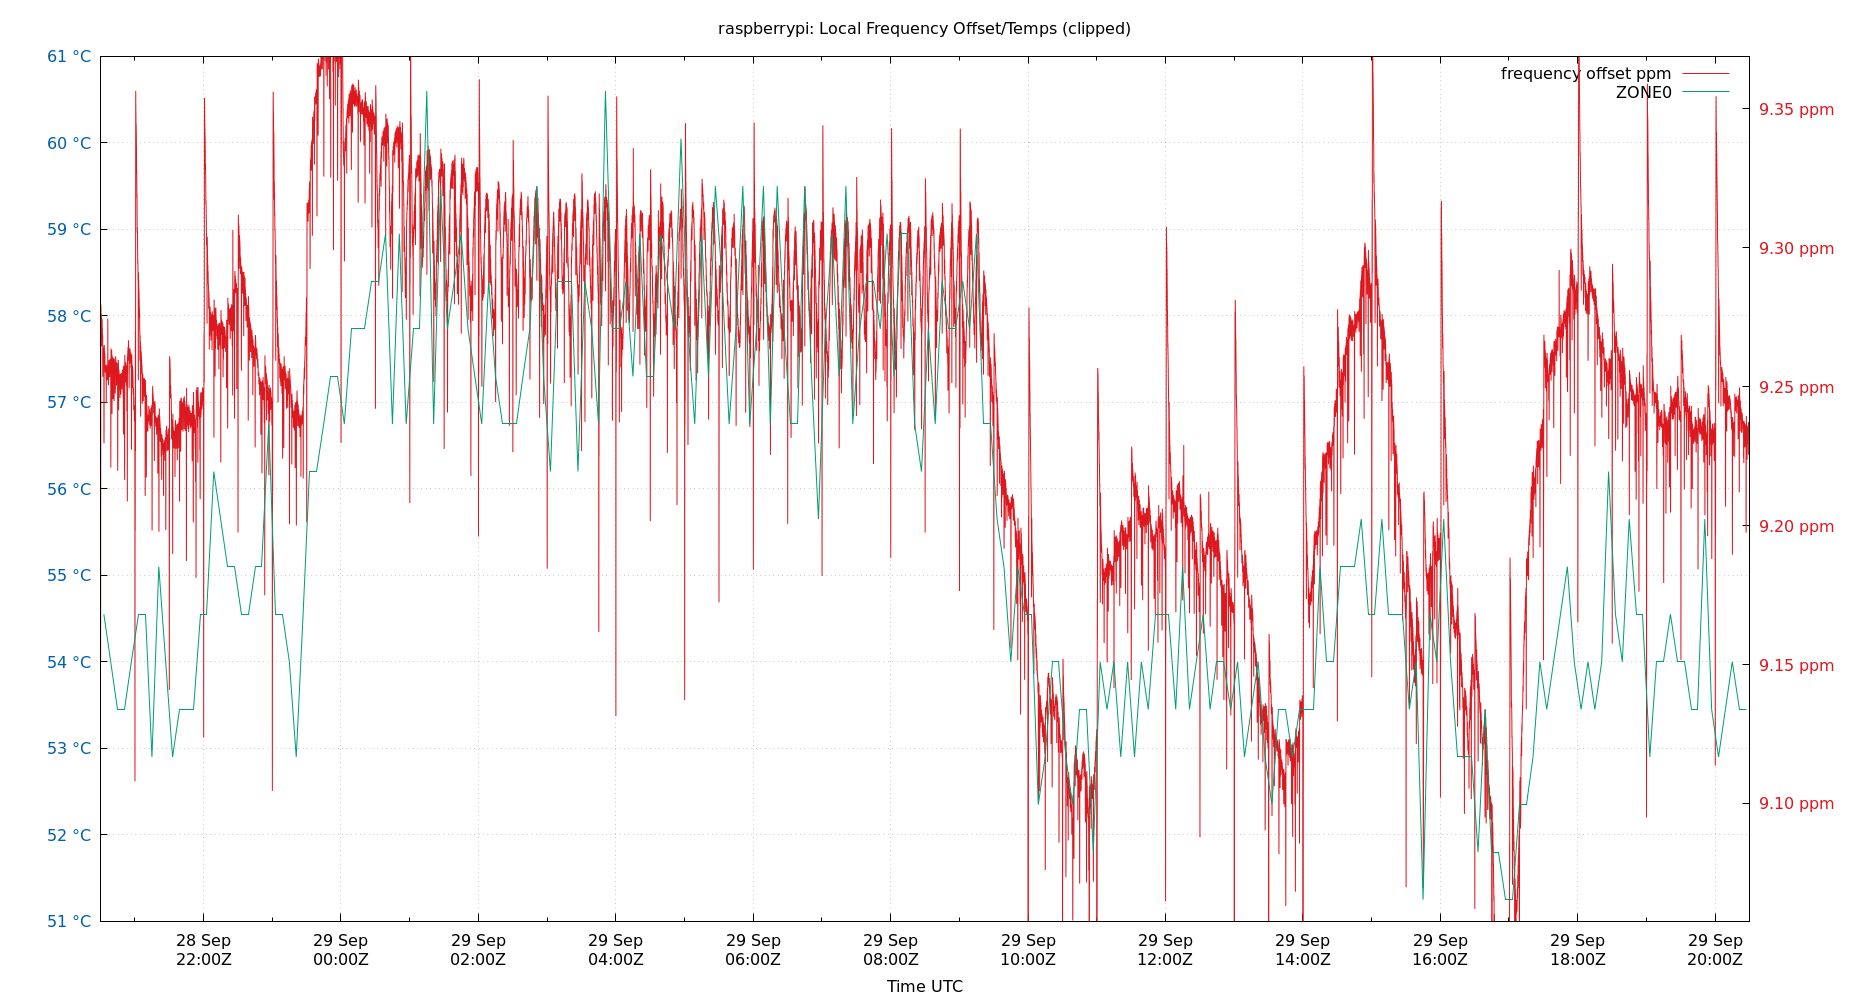 raspberrypi: Local Frequency Offset/Temps (clipped)
frequency offset ppm
ZONE0
61 °C
60 °C
59 °C
58 °C
57 °C
56 °C
55 °C
54 °C
53 °C
52 °C
51 °C
9.35 ppm
9.30 ppm
9.25 ppm
9.20 ppm
9.15 ppm
9.10 ppm
28 Sep
22:00Z
29 Sep
00:00Z
29 Sep
02:00Z
29 Sep
04:00Z
29 Sep
06:00Z
29 Sep
08:00Z
29 Sep
10:00Z
29 Sep
12:00Z
29 Sep
14:00Z
29 Sep
16:00Z
29 Sep
18:00Z
29 Sep
20:00Z
Time UTC